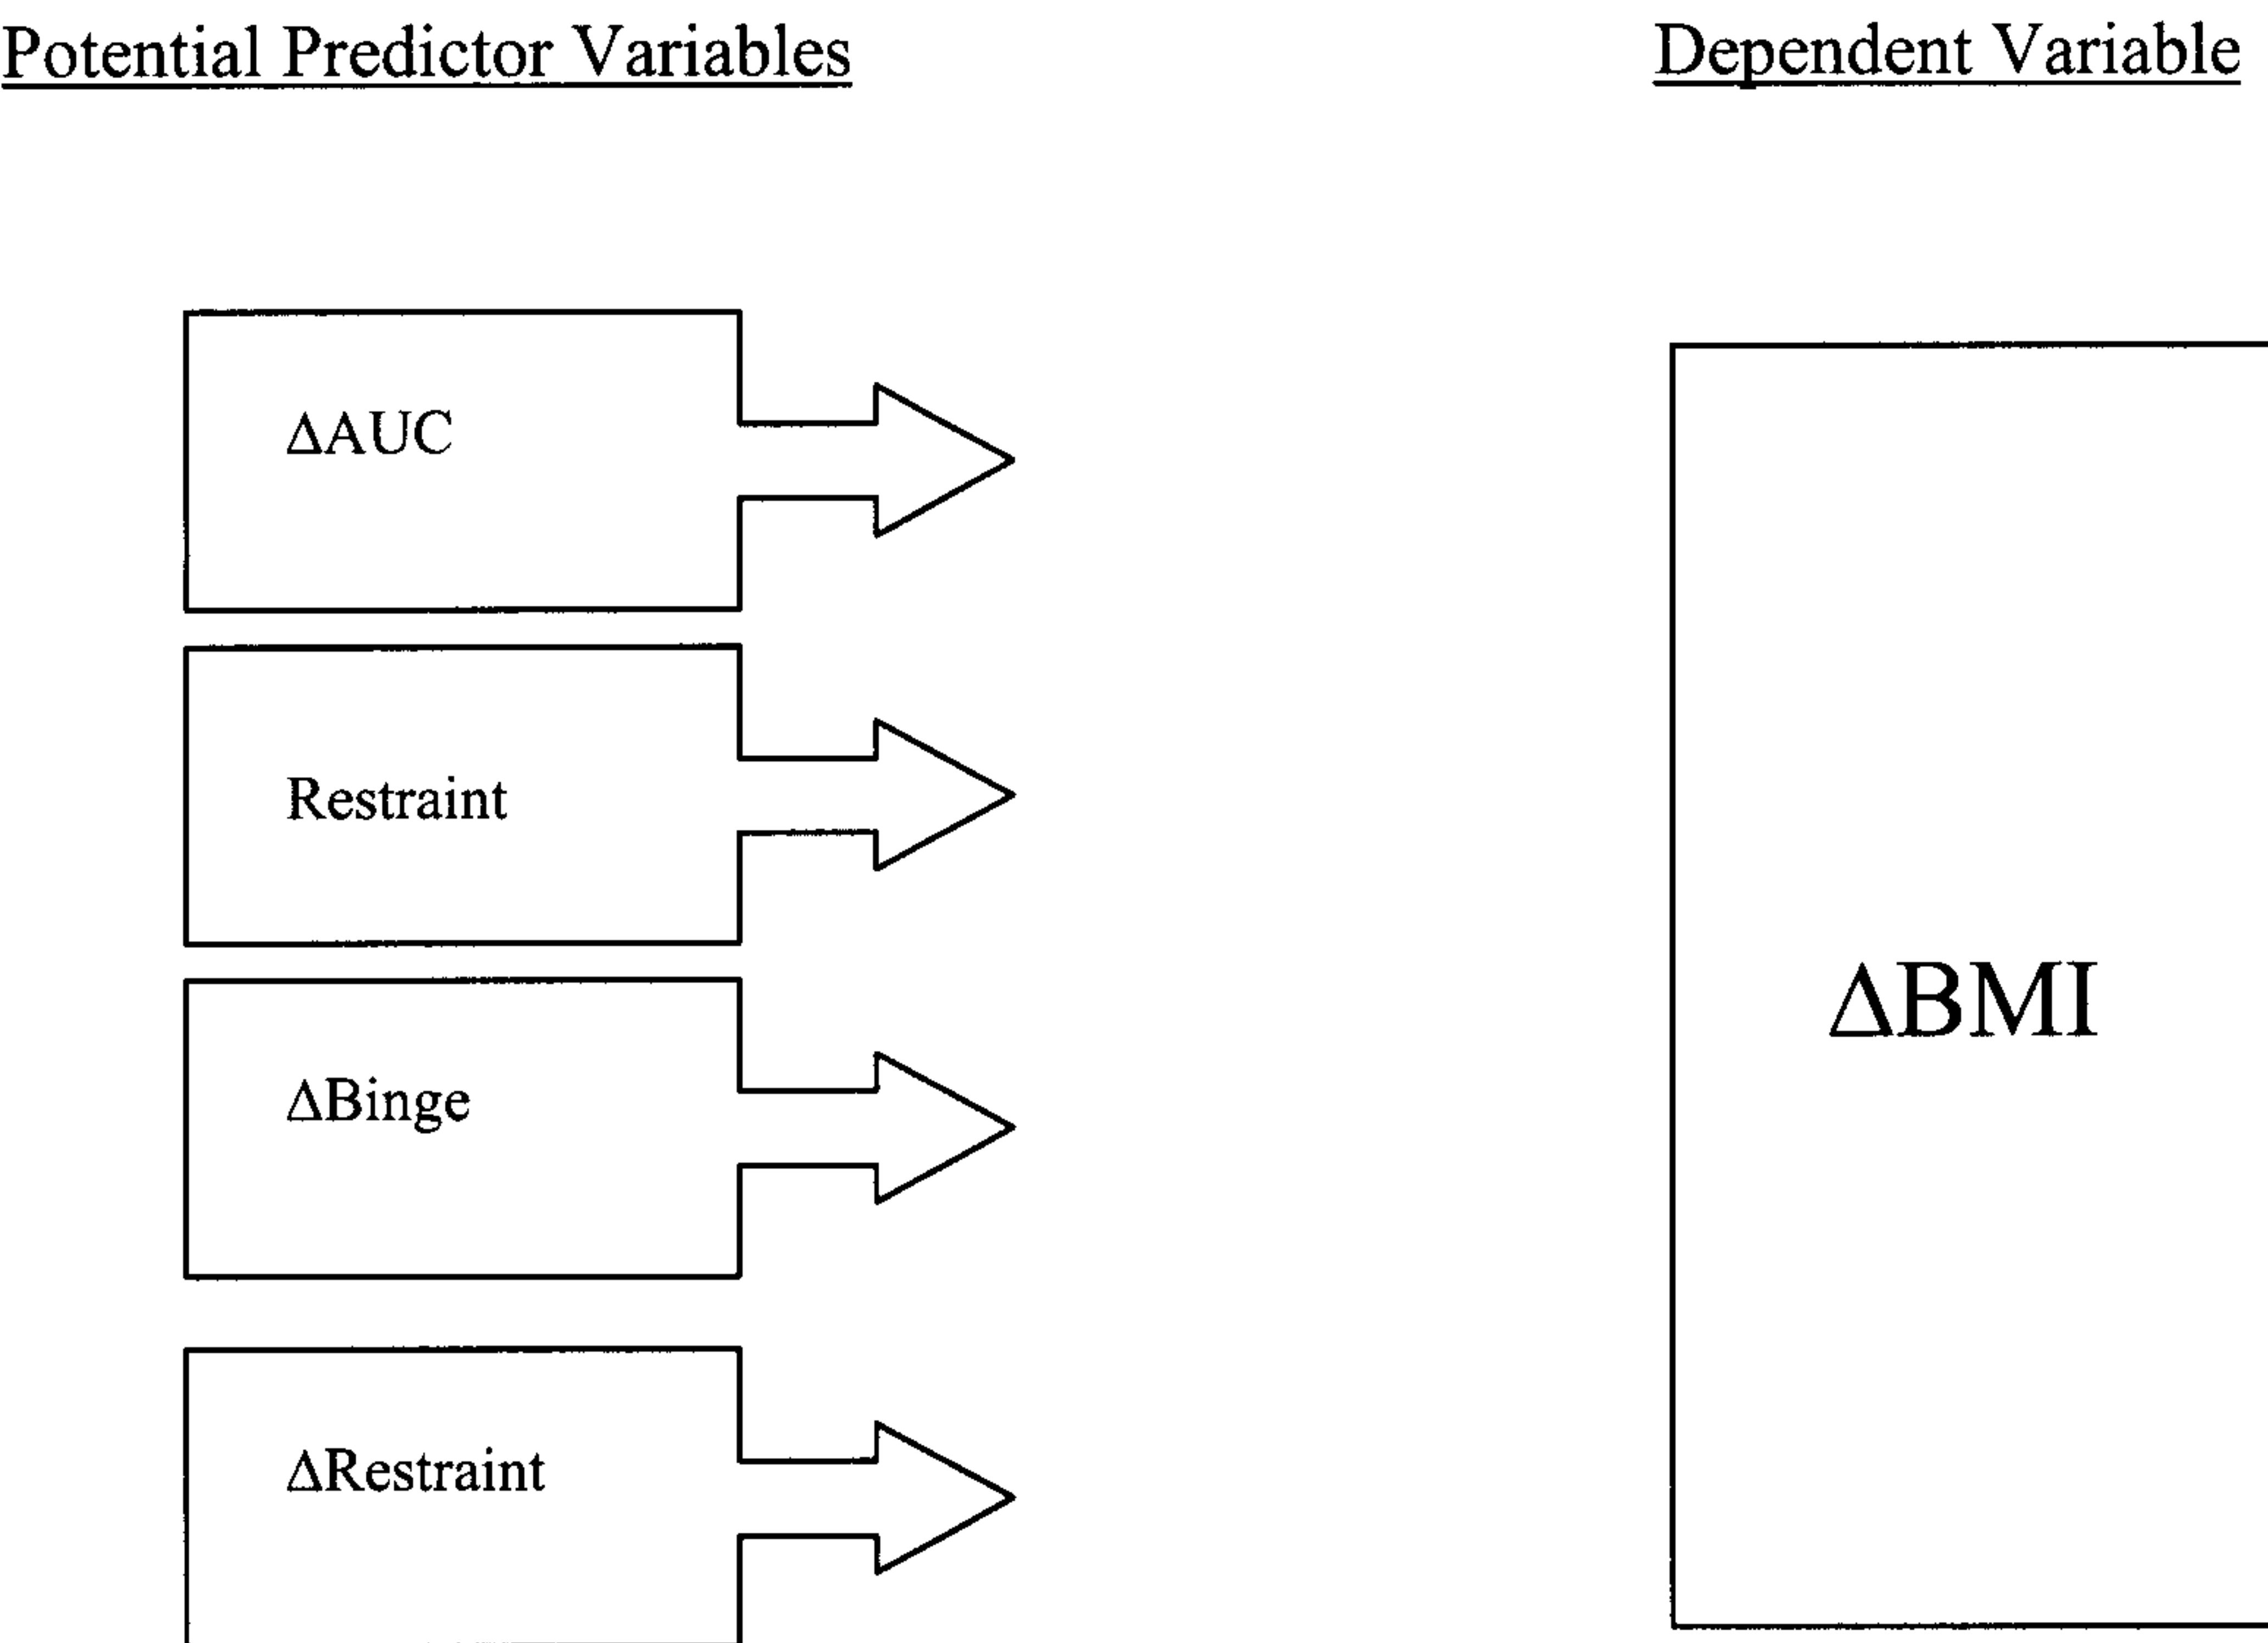 Potential Predictor Variables
Dependent Variable
ΔAUC
Restraint
ΔBinge
ΔRestraint
ΔBMI